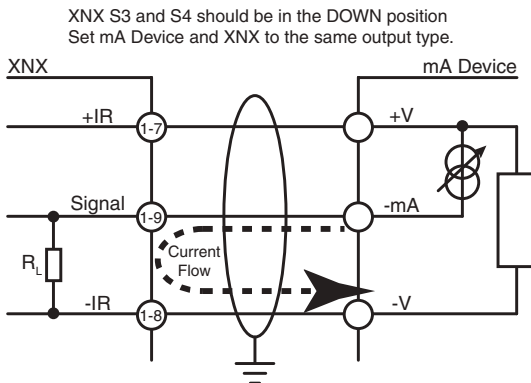 XNX S3 and S4 should be in the DOWN position
Set mA Device and XNX to the same output type.
XNX
mA Device
+IR
1-7
+V
Signal
1-9
-mA
Current
Flow
RL
-IR
1-8
-V